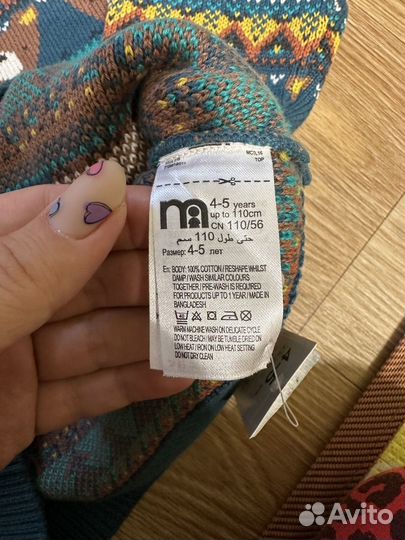 MC3,14
TOP
4-5 years
up to 110cm
CN 110/56
حتى طول 110 سم
Размер: 4-5 лет
En: BODY: 100% COTTON / RESHAPE WHILST
DAMP / WASH SIMILAR COLOURS
TOGETHER / PRE-WASH IS REQUIRED
FOR PRODUCTS UP TO 1 YEAR / MADE IN
BANGLADESH
WARM MACHINE WASH ON DELICATE CYCLE
DO NOT BLEACH / MAY BE TUMBLE DRIED ON
LOW HEAT / IRON ON LOW HEAT SETTING
DO NOT DRY CLEAN
Avito